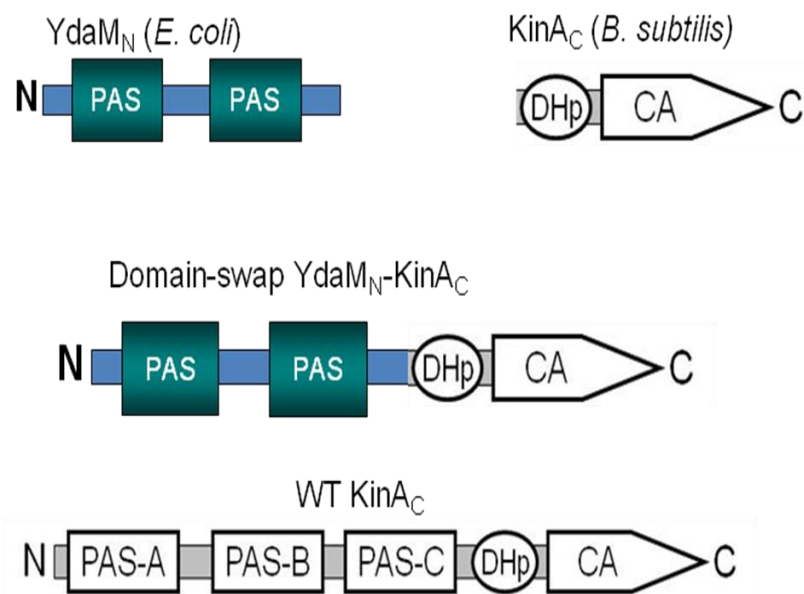 YdaMN (E. coli)
KinAC (B. subtilis)
N PAS PAS
DHp CA C
Domain-swap YdaMN-KinAC
N PAS PAS DHp CA C
WT KinAC
N PAS-A PAS-B PAS-C DHp CA C